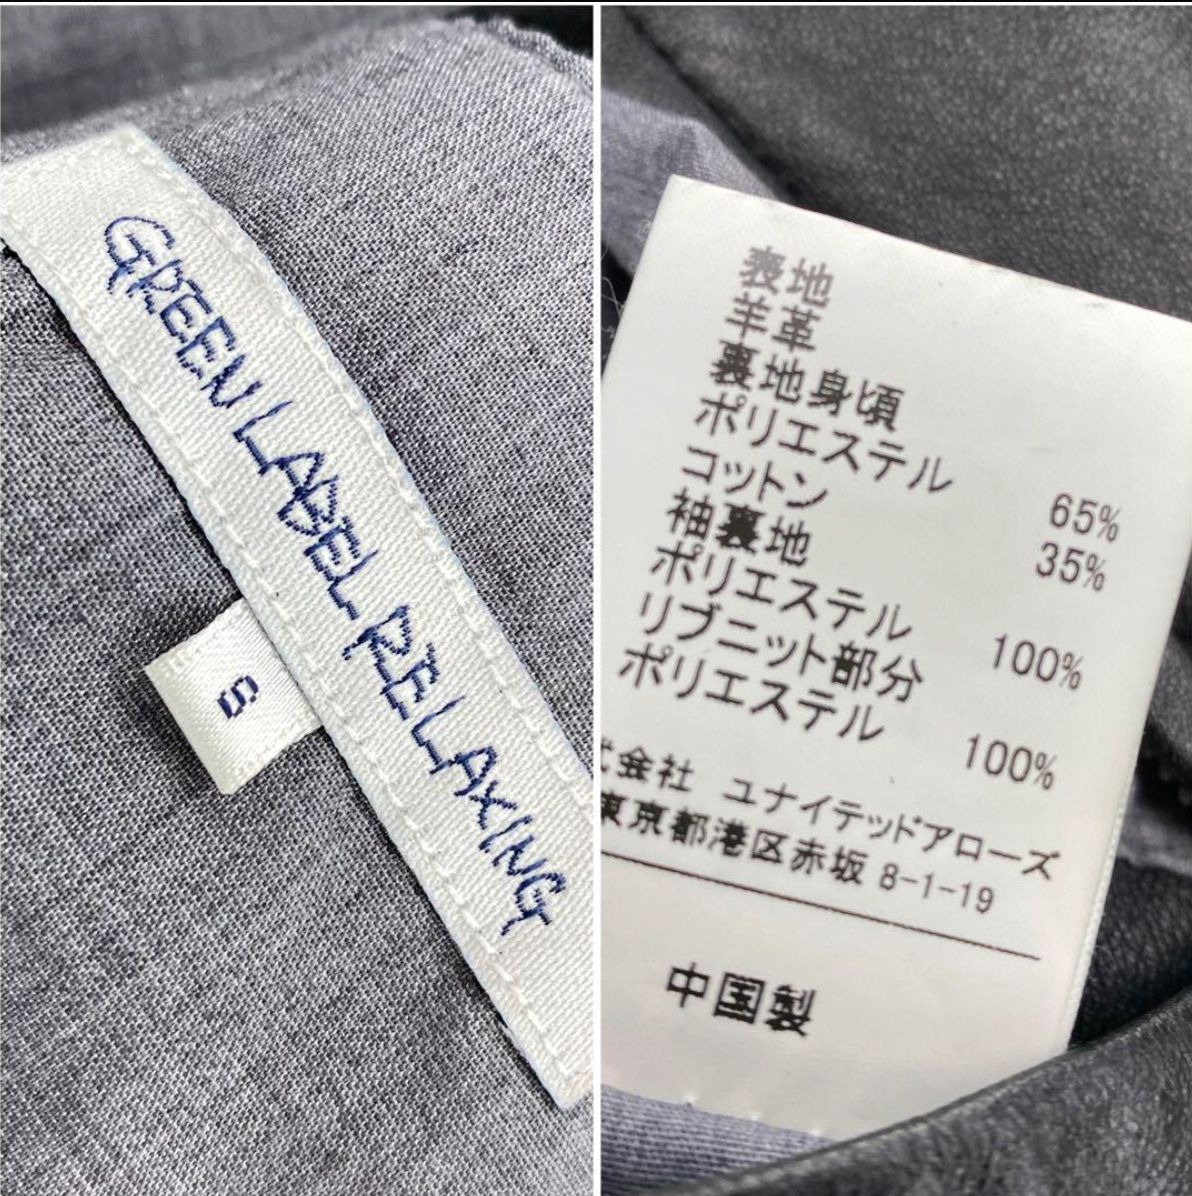 GREEN LABEL RELAXING
S
表地
羊革
裏地身頃
ポリエステル 65%
コットン 35%
袖裏地
ポリエステル 100%
リブニット部分
ポリエステル 100%
式会社 ユナイテッドアローズ
東京都港区赤坂 8-1-19
中国製